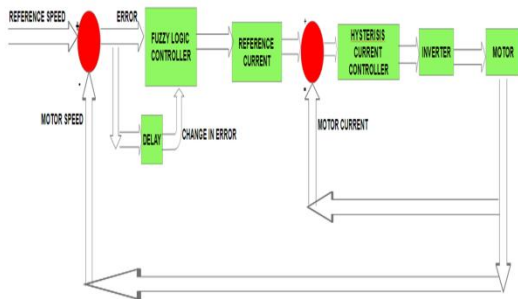 REFERENCE SPEED
ERROR
FUZZY LOGIC
CONTROLLER
REFERENCE
CURRENT
HYSTERISIS
CURRENT
CONTROLLER
INVERTER
MOTOR
+
+
-
-
MOTOR SPEED
DELAY
CHANGE IN ERROR
MOTOR CURRENT